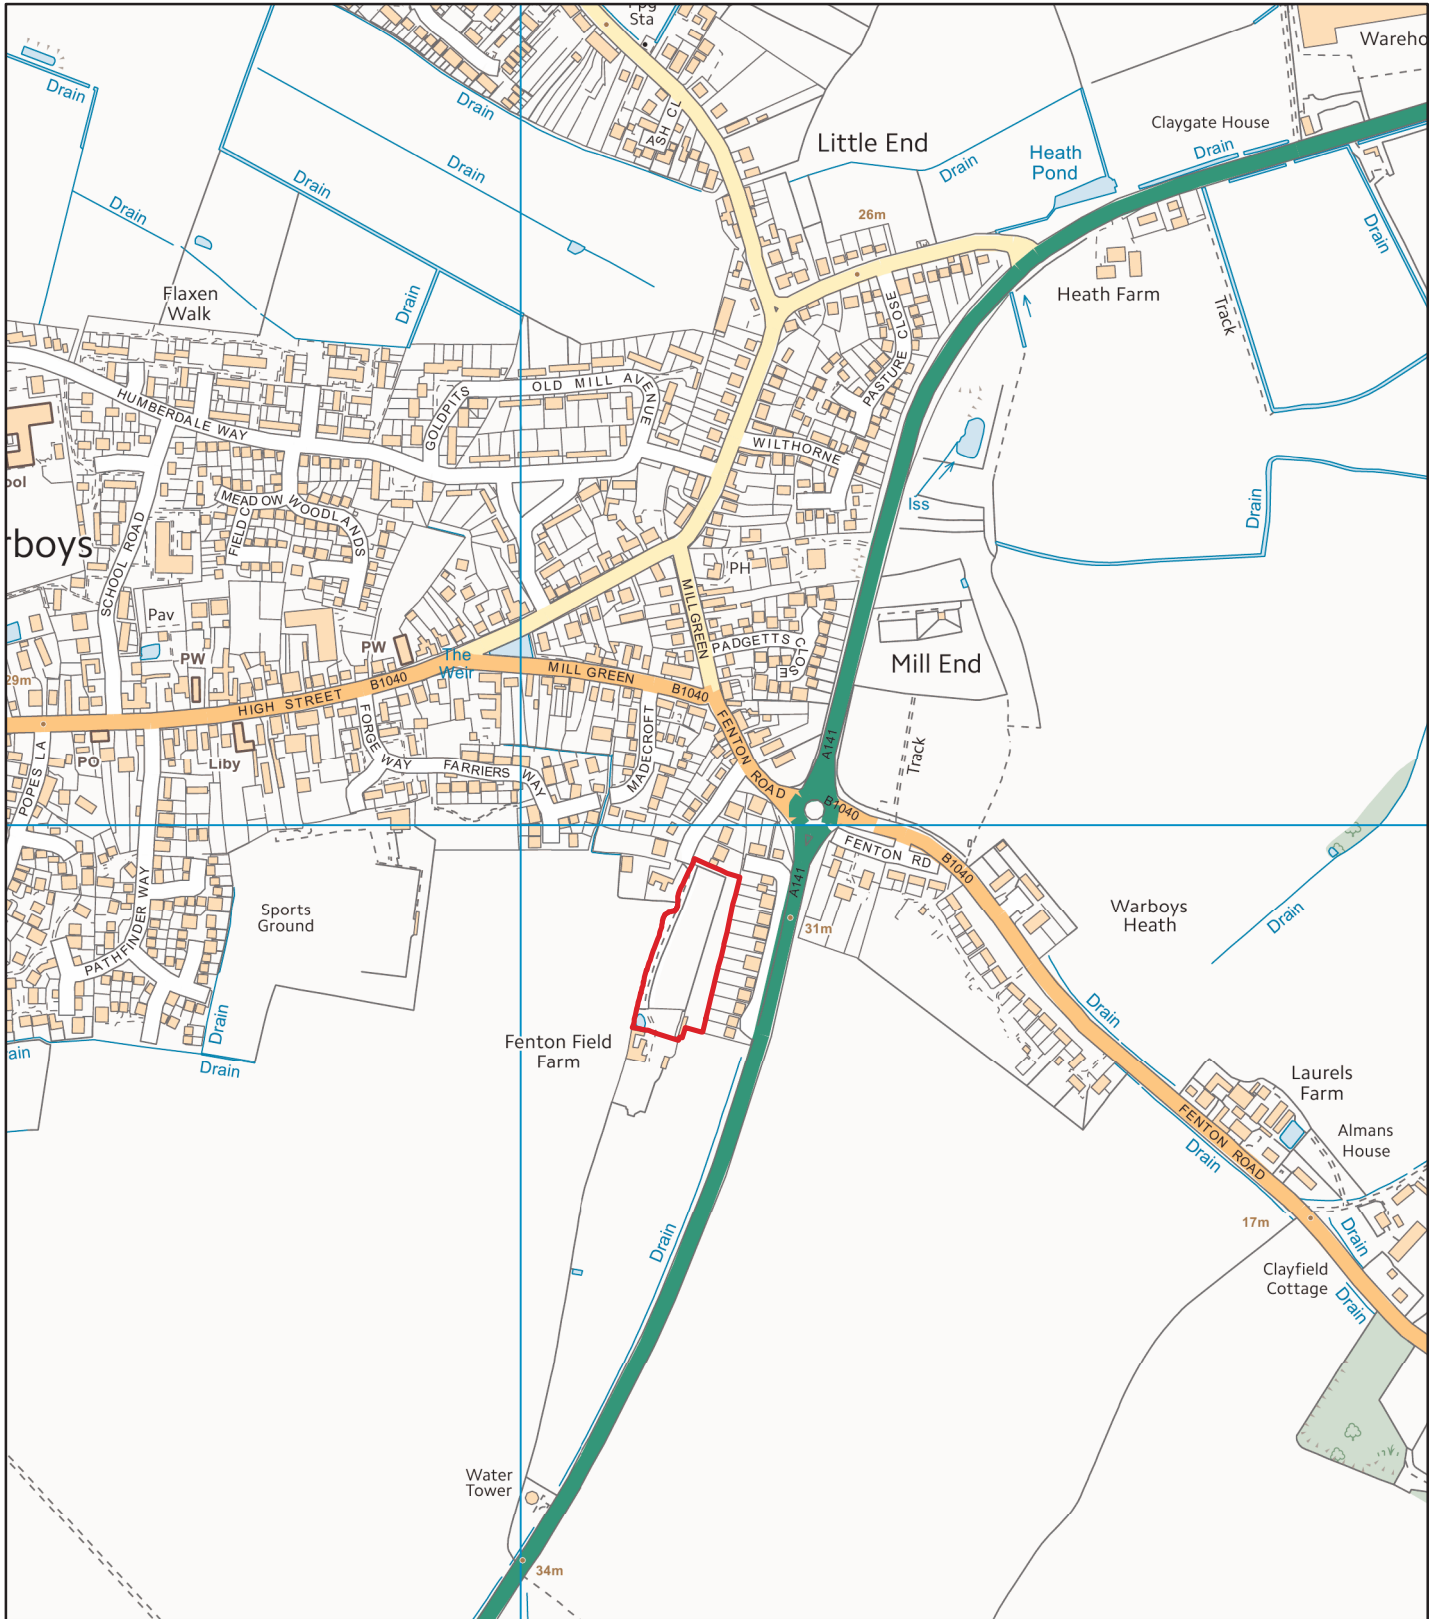 Sta
Wareho
Drain
Drain
ASH CL
Claygate House
Little End
Drain
Heath
Pond
Drain
Drain
Drain
Drain
26m
Drain
Flaxen
Walk
Drain
Heath Farm
Track
PASTURE CLOSE
OLD MILL AVENUE
GOLDPITS
HUMBERDALE WAY
WILTHORNE
ool
MEADOW WOODLANDS
FIELD CL
Iss
Drain
rboys
SCHOOL ROAD
PH
MILL GREEN
Pav
PW
PW
The
Weir
PADGETTS CLOSE
Mill End
29m
MILL GREEN
B1040
B1040
HIGH STREET
FORGE WAY
FENTON ROAD
A141
Track
MADECROFT
PO
Liby
POPES LA
FARRIERS WAY
B1040
FENTON RD
B1040
A141
PATHFINDER WAY
Sports
Ground
31m
Warboys
Heath
Drain
Drain
Drain
Fenton Field
Farm
ain
Drain
Laurels
Farm
FENTON ROAD
Almans
House
Drain
Drain
17m
Drain
Clayfield
Cottage
Drain
Water
Tower
34m